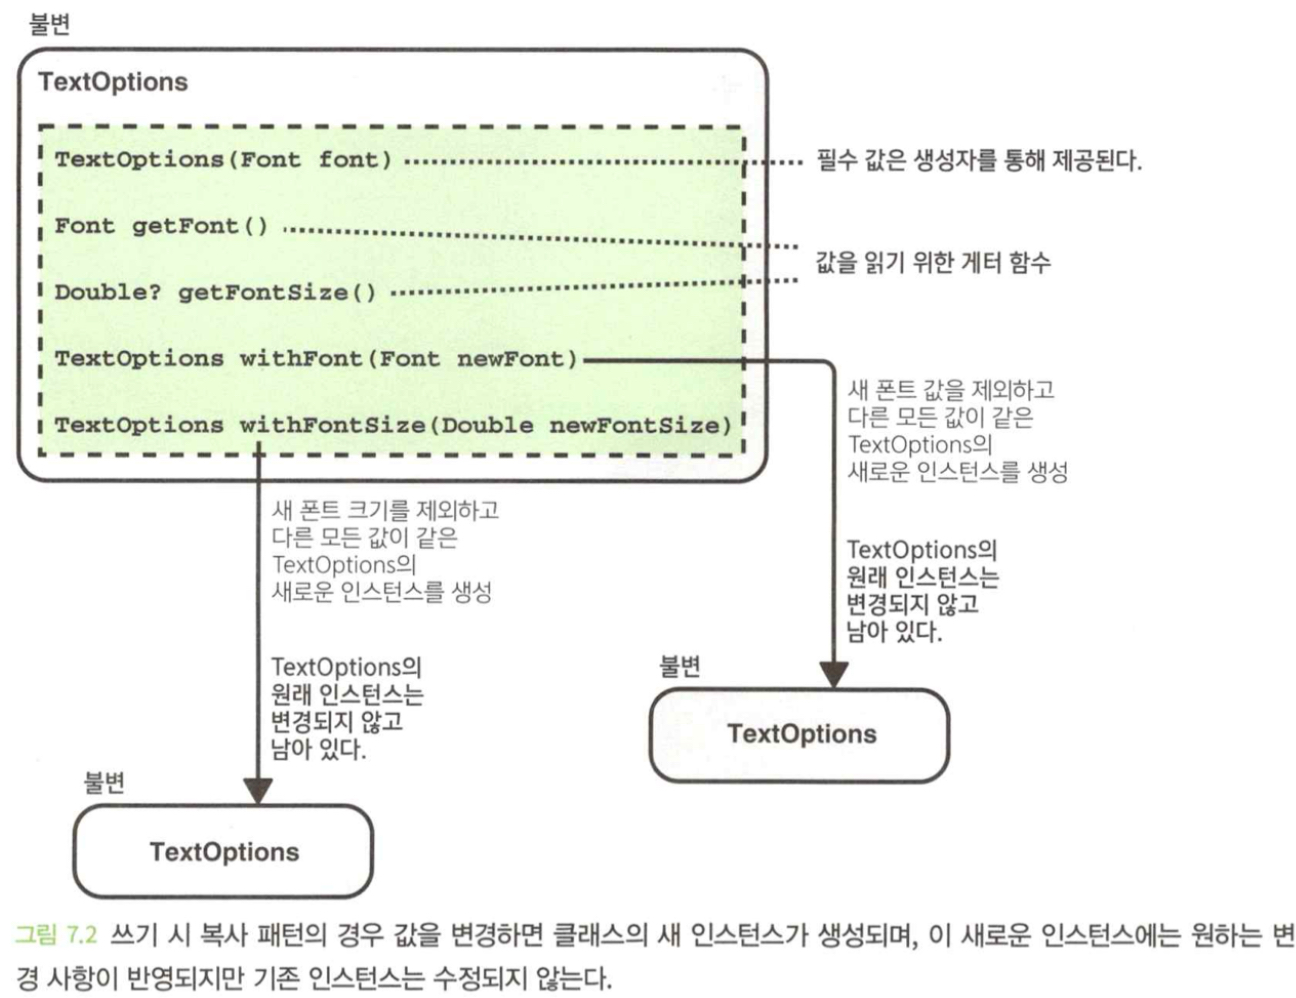 불변
TextOptions
TextOptions(Font font)
필수 값은 생성자를 통해 제공된다.
Font getFont()
값을 읽기 위한 게터 함수
Double? getFontSize()
TextOptions withFont(Font newFont)
새 폰트 값을 제외하고
다른 모든 값이 같은
TextOptions의
새로운 인스턴스를 생성
TextOptions withFontSize(Double newFontSize)
새 폰트 크기를 제외하고
다른 모든 값이 같은
TextOptions의
새로운 인스턴스를 생성
TextOptions의
원래 인스턴스는
변경되지 않고
남아 있다.
불변
TextOptions
TextOptions의
원래 인스턴스는
변경되지 않고
남아 있다.
불변
TextOptions
그림 7.2 쓰기 시 복사 패턴의 경우 값을 변경하면 클래스의 새 인스턴스가 생성되며, 이 새로운 인스턴스에는 원하는 변
경 사항이 반영되지만 기존 인스턴스는 수정되지 않는다.